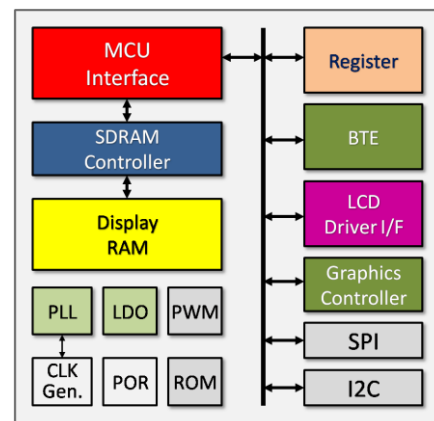 MCU
Interface
SDRAM
Controller
Display
RAM
PLL
LDO
PWM
CLK
Gen.
POR
ROM
Register
BTE
LCD
Driver I/F
Graphics
Controller
SPI
I2C